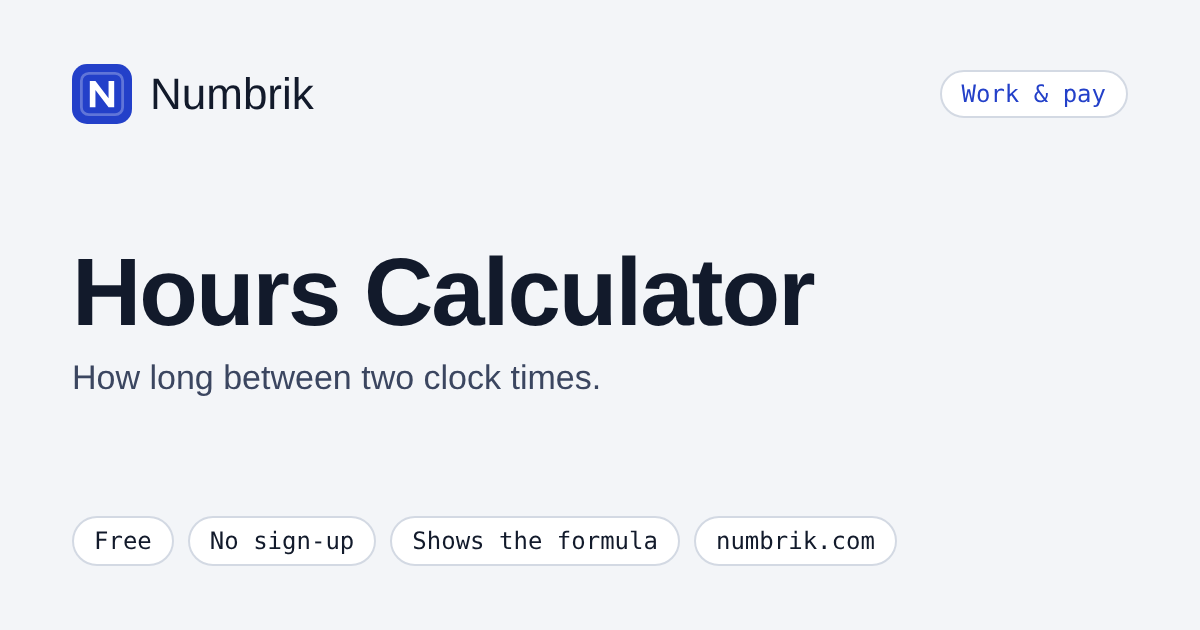 N Numbrik
Work & pay
Hours Calculator
How long between two clock times.
Free
No sign-up
Shows the formula
numbrik.com